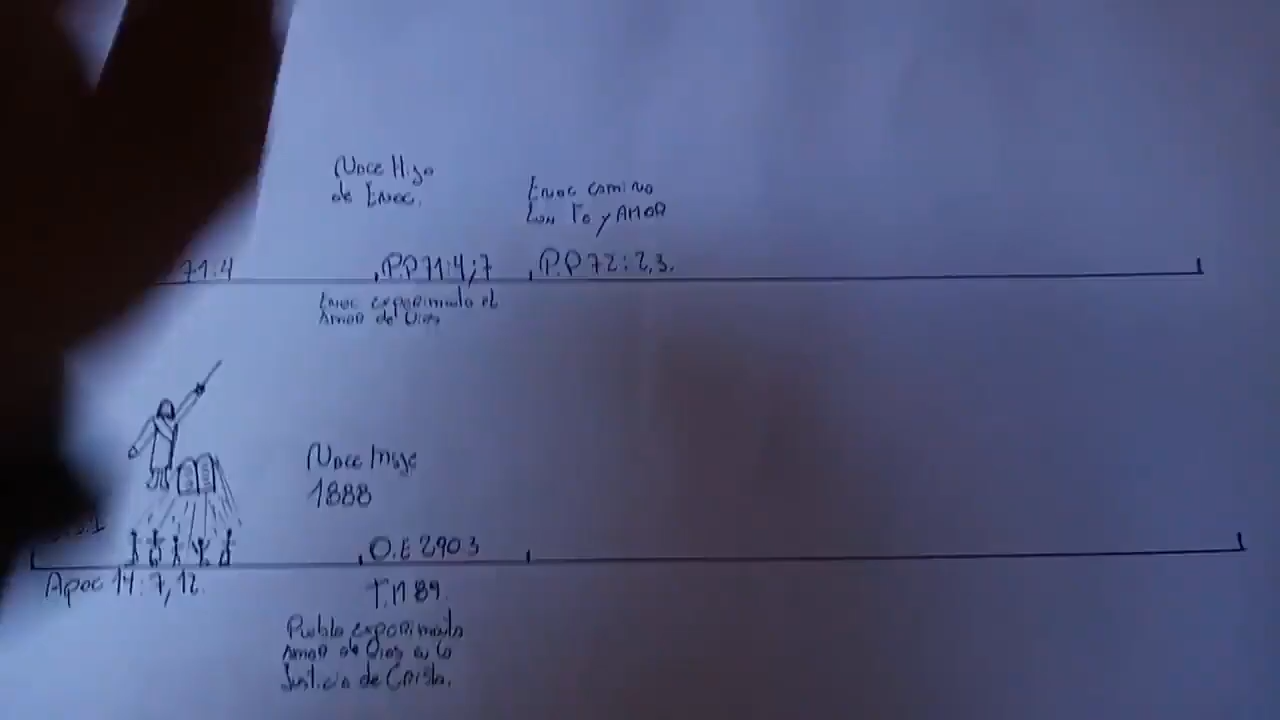 Nace Hijo
de Enoc.
Enoc camino
con Fe y AMOR
71:4
P.P 71:4;7
P.P 72:2,3.
Enoc experimento el
Amor de Dios
Nace
1888
O.E 290 3
Apoc 14:7,12.
T.M 89.
Pueblo experimento
Amor de Dios en la
Justicia de Cristo.